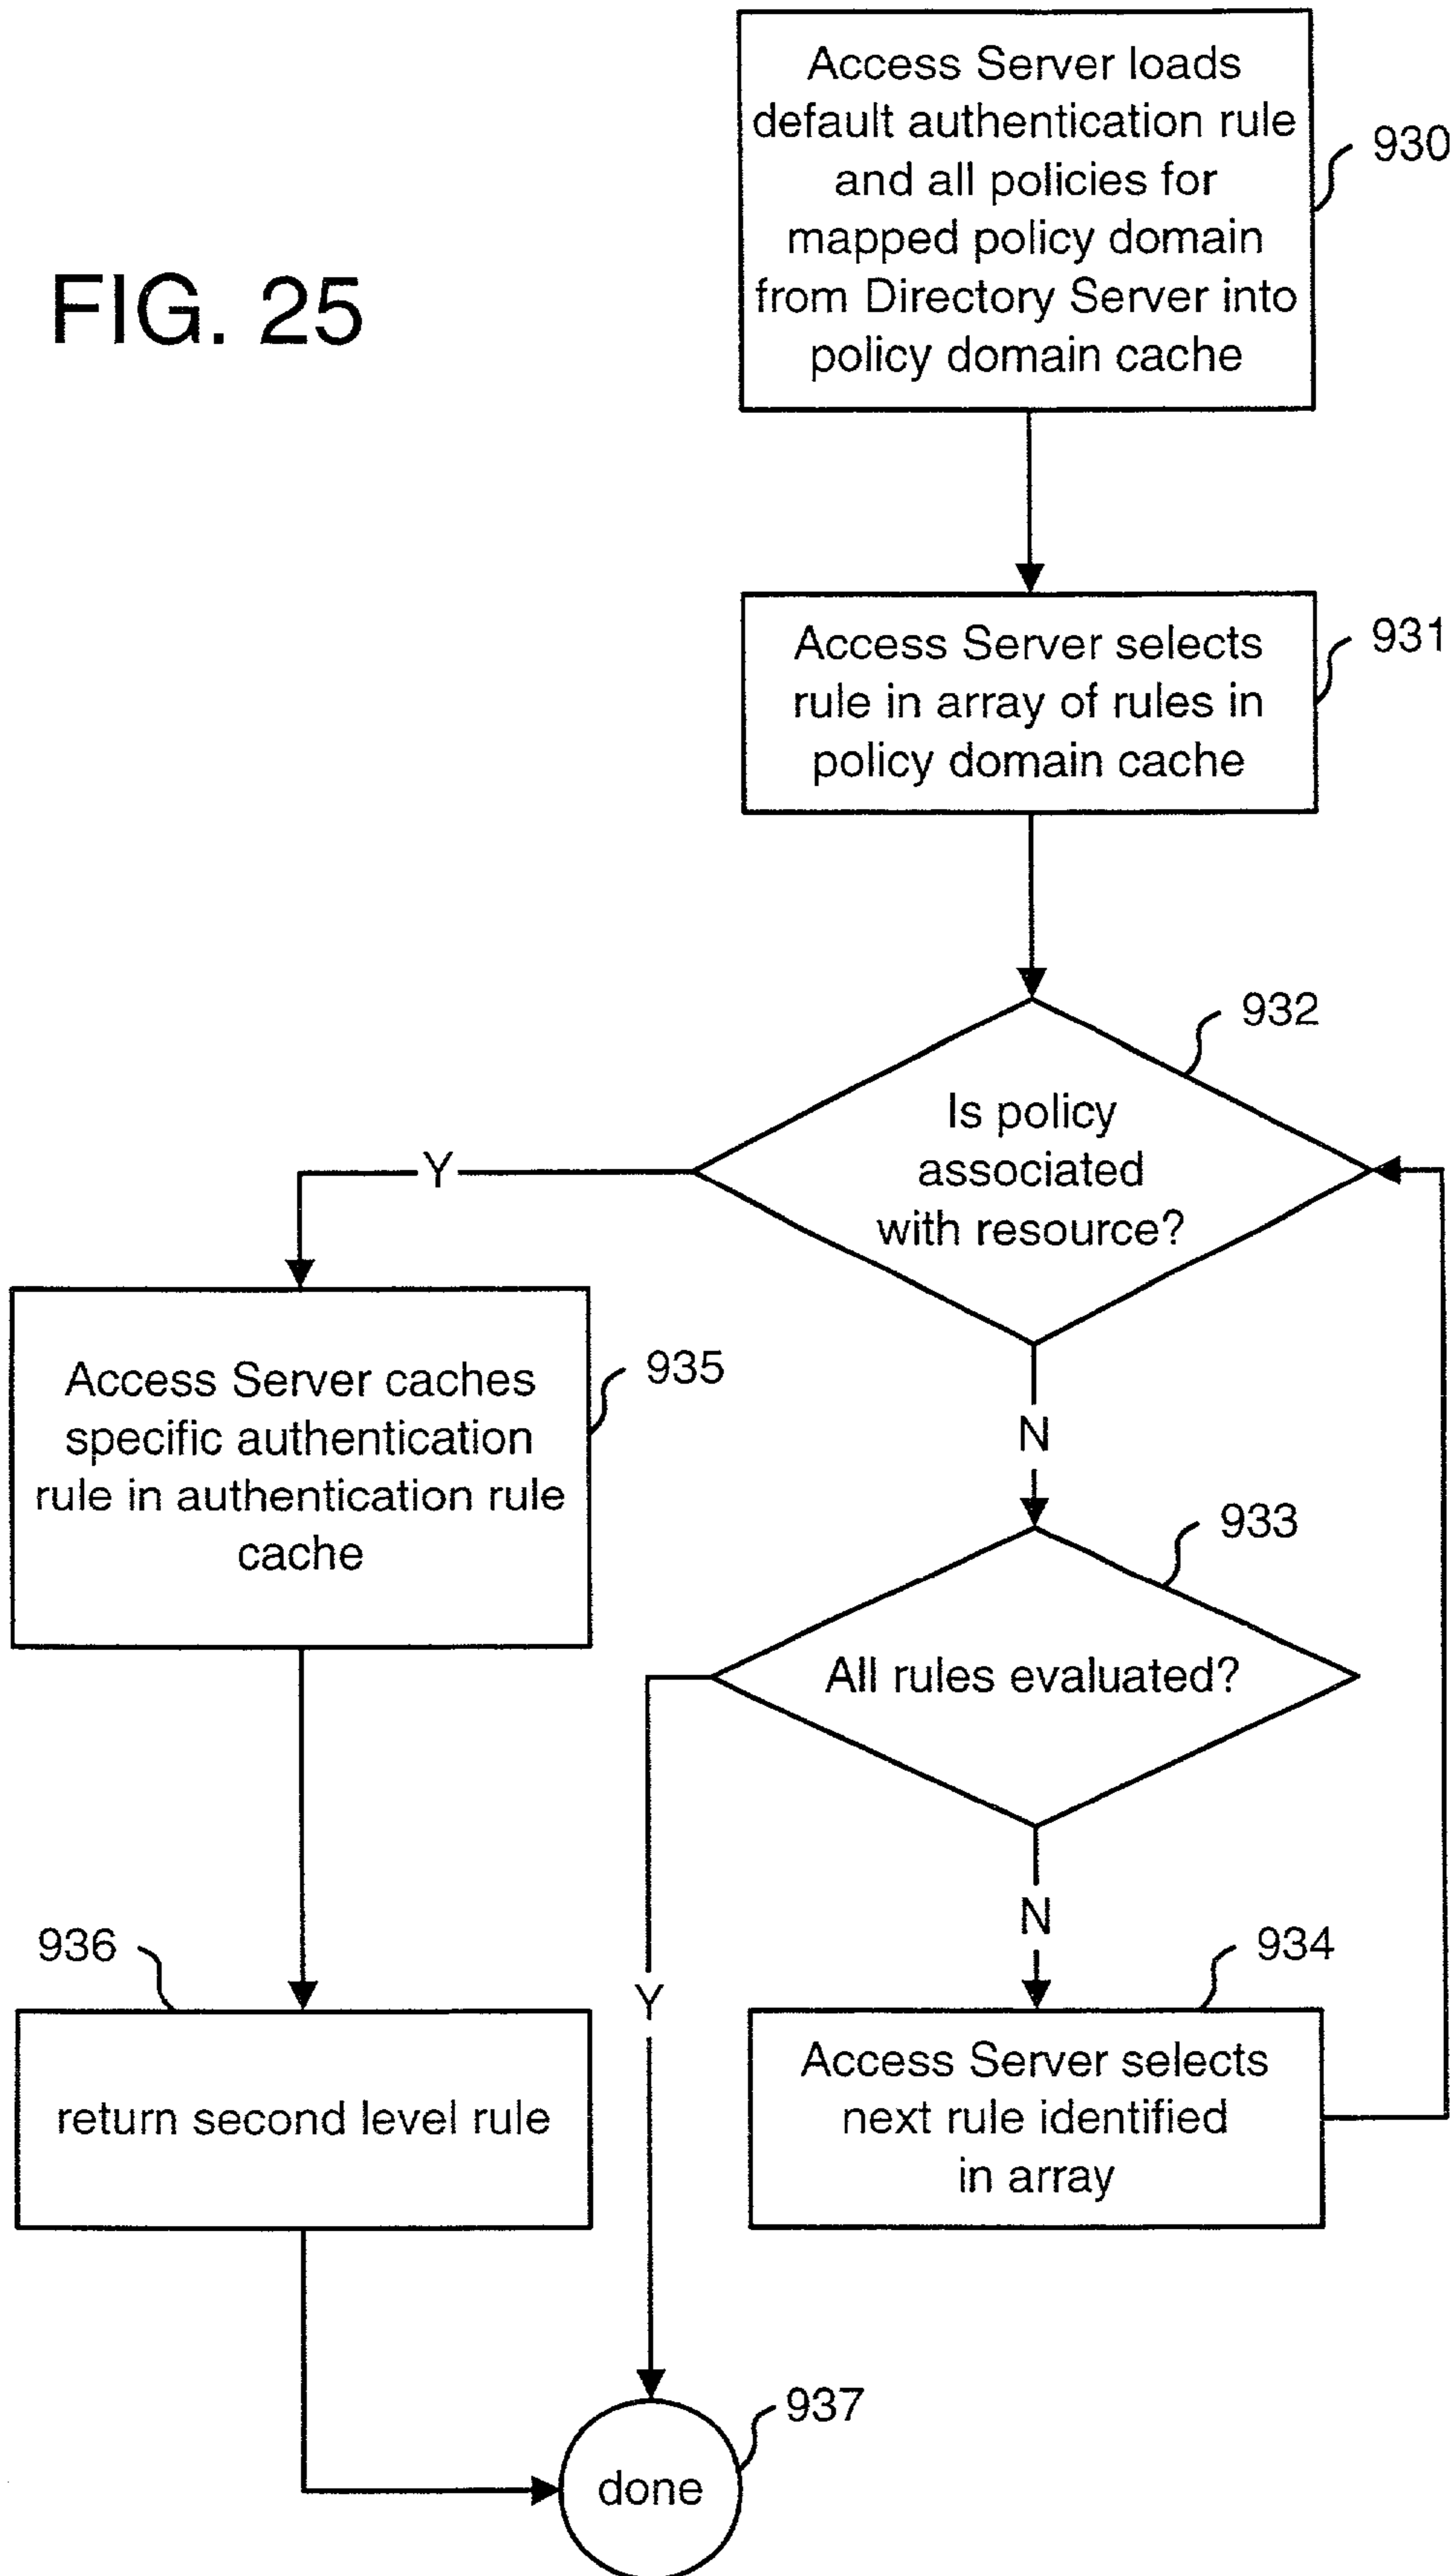 FIG. 25
Access Server loads
default authentication rule
and all policies for
mapped policy domain
from Directory Server into
policy domain cache
930
Access Server selects
rule in array of rules in
policy domain cache
931
932
Is policy
associated
with resource?
Y
N
Access Server caches
specific authentication
rule in authentication rule
cache
935
933
All rules evaluated?
Y
N
936
return second level rule
934
Access Server selects
next rule identified
in array
937
done